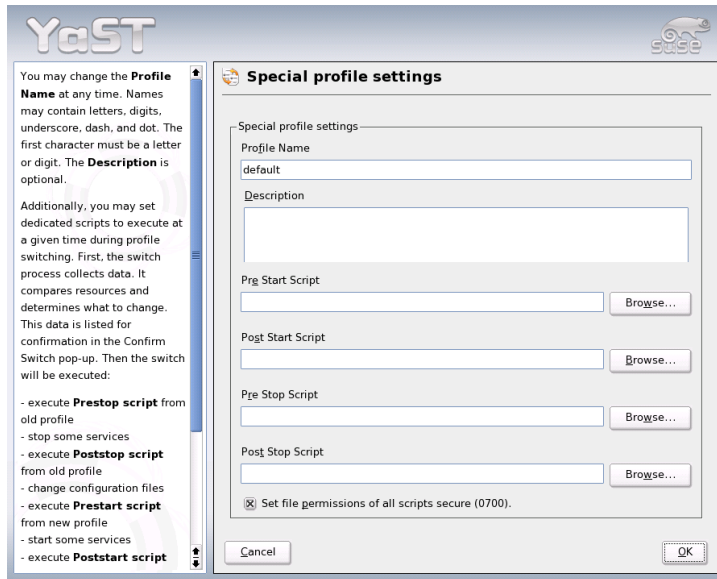 YaST
SUSE
You may change the Profile
Name at any time. Names
may contain letters, digits,
underscore, dash, and dot. The
first character must be a letter
or digit. The Description is
optional.
Additionally, you may set
dedicated scripts to execute at
a given time during profile
switching. First, the switch
process collects data. It
compares resources and
determines what to change.
This data is listed for
confirmation in the Confirm
Switch pop-up. Then the switch
will be executed:
- execute Prestop script from
old profile
- stop some services
- execute Poststop script
from old profile
- change configuration files
- execute Prestart script
from new profile
- start some services
- execute Poststart script
Special profile settings
Special profile settings
Profile Name
default
Description
Pre Start Script
Browse...
Post Start Script
Browse...
Pre Stop Script
Browse...
Post Stop Script
Browse...
Set file permissions of all scripts secure (0700).
Cancel
OK